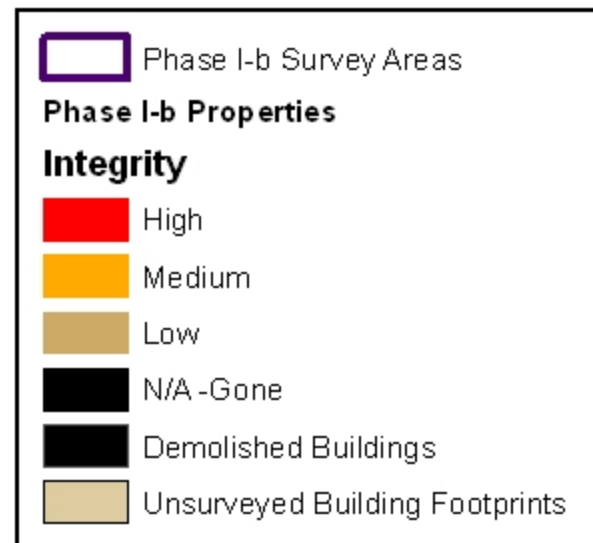 Phase I-b Survey Areas
Phase I-b Properties
Integrity
High
Medium
Low
N/A -Gone
Demolished Buildings
Unsurveyed Building Footprints